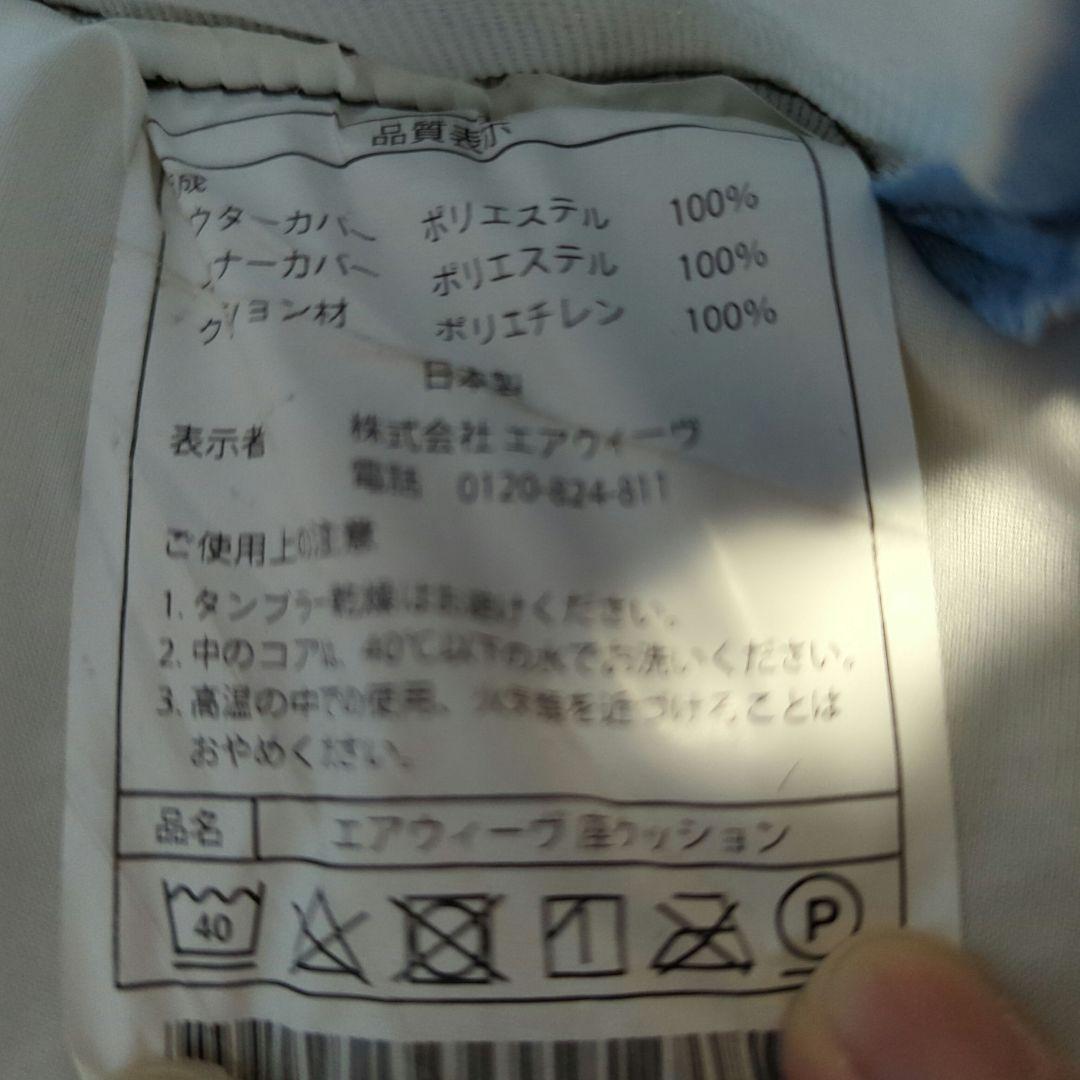 品質表示
成
ウターカバー ポリエステル 100%
ナーカバー ポリエステル 100%
ク ョン材 ポリエチレン 100%
日本製
表示者 株式会社 エアウィーヴ
電話 0120-824-811
ご使用上の注意
1. タンブラー乾燥はお避けください。
2. 中のコアは、40℃以下の水でお洗いください。
3. 高温の中での使用、火気等を近づけることは
おやめください。
品名 エアウィーヴ 座クッション
40 P